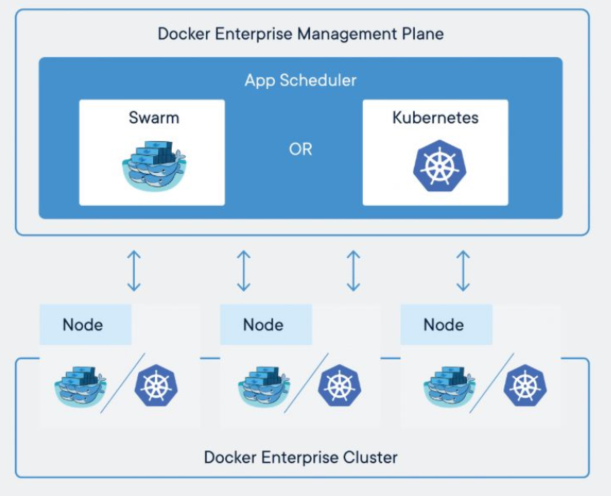 Docker Enterprise Management Plane
App Scheduler
Swarm
OR
Kubernetes
Node
Node
Node
Docker Enterprise Cluster